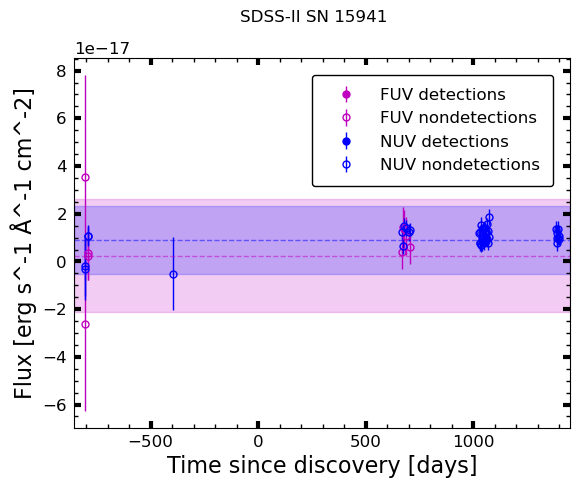 SDSS-II SN 15941
1e−17
8
6
4
2
0
−2
−4
−6
Flux [erg s^-1 Å^-1 cm^-2]
FUV detections
FUV nondetections
NUV detections
NUV nondetections
−500
0
500
1000
Time since discovery [days]